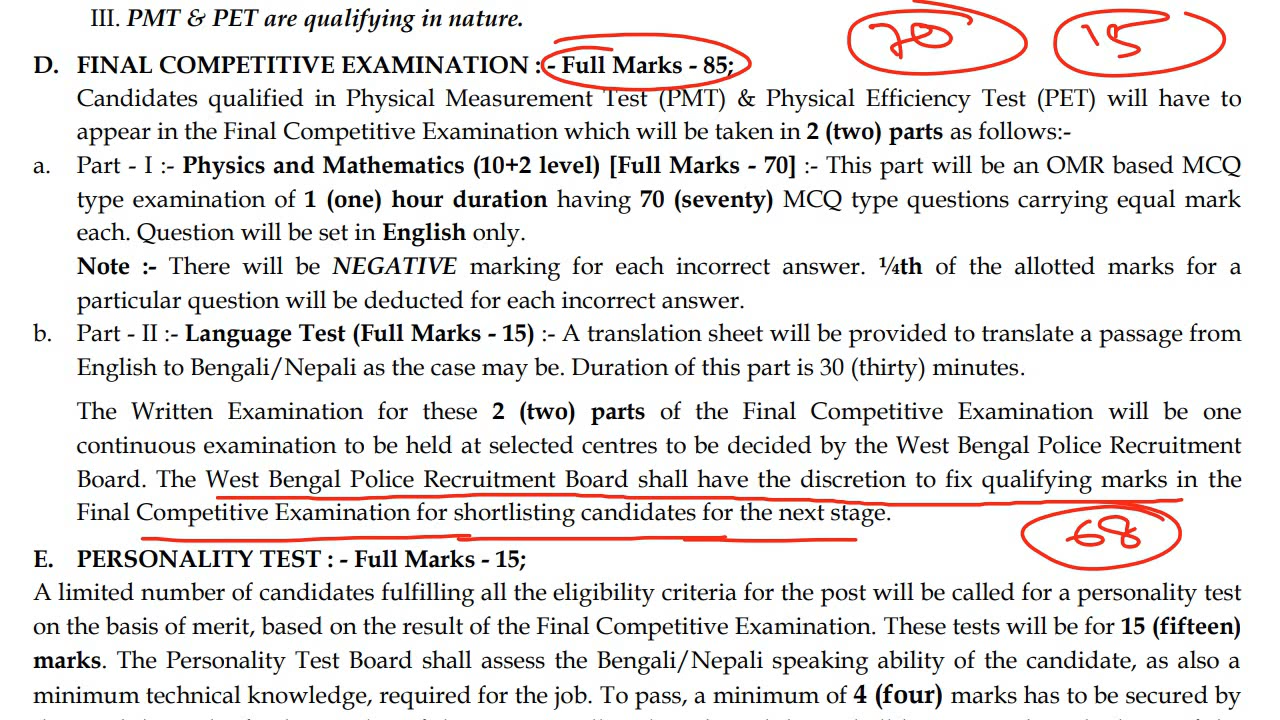 III. PMT & PET are qualifying in nature.
70
15
D. FINAL COMPETITIVE EXAMINATION :- Full Marks - 85;
Candidates qualified in Physical Measurement Test (PMT) & Physical Efficiency Test (PET) will have to
appear in the Final Competitive Examination which will be taken in 2 (two) parts as follows:-
a. Part - I :- Physics and Mathematics (10+2 level) [Full Marks - 70] :- This part will be an OMR based MCQ
type examination of 1 (one) hour duration having 70 (seventy) MCQ type questions carrying equal mark
each. Question will be set in English only.
Note :- There will be NEGATIVE marking for each incorrect answer. ¼th of the allotted marks for a
particular question will be deducted for each incorrect answer.
b. Part - II :- Language Test (Full Marks - 15) :- A translation sheet will be provided to translate a passage from
English to Bengali/Nepali as the case may be. Duration of this part is 30 (thirty) minutes.
The Written Examination for these 2 (two) parts of the Final Competitive Examination will be one
continuous examination to be held at selected centres to be decided by the West Bengal Police Recruitment
Board. The West Bengal Police Recruitment Board shall have the discretion to fix qualifying marks in the
Final Competitive Examination for shortlisting candidates for the next stage.
68
E. PERSONALITY TEST : - Full Marks - 15;
A limited number of candidates fulfilling all the eligibility criteria for the post will be called for a personality test
on the basis of merit, based on the result of the Final Competitive Examination. These tests will be for 15 (fifteen)
marks. The Personality Test Board shall assess the Bengali/Nepali speaking ability of the candidate, as also a
minimum technical knowledge, required for the job. To pass, a minimum of 4 (four) marks has to be secured by